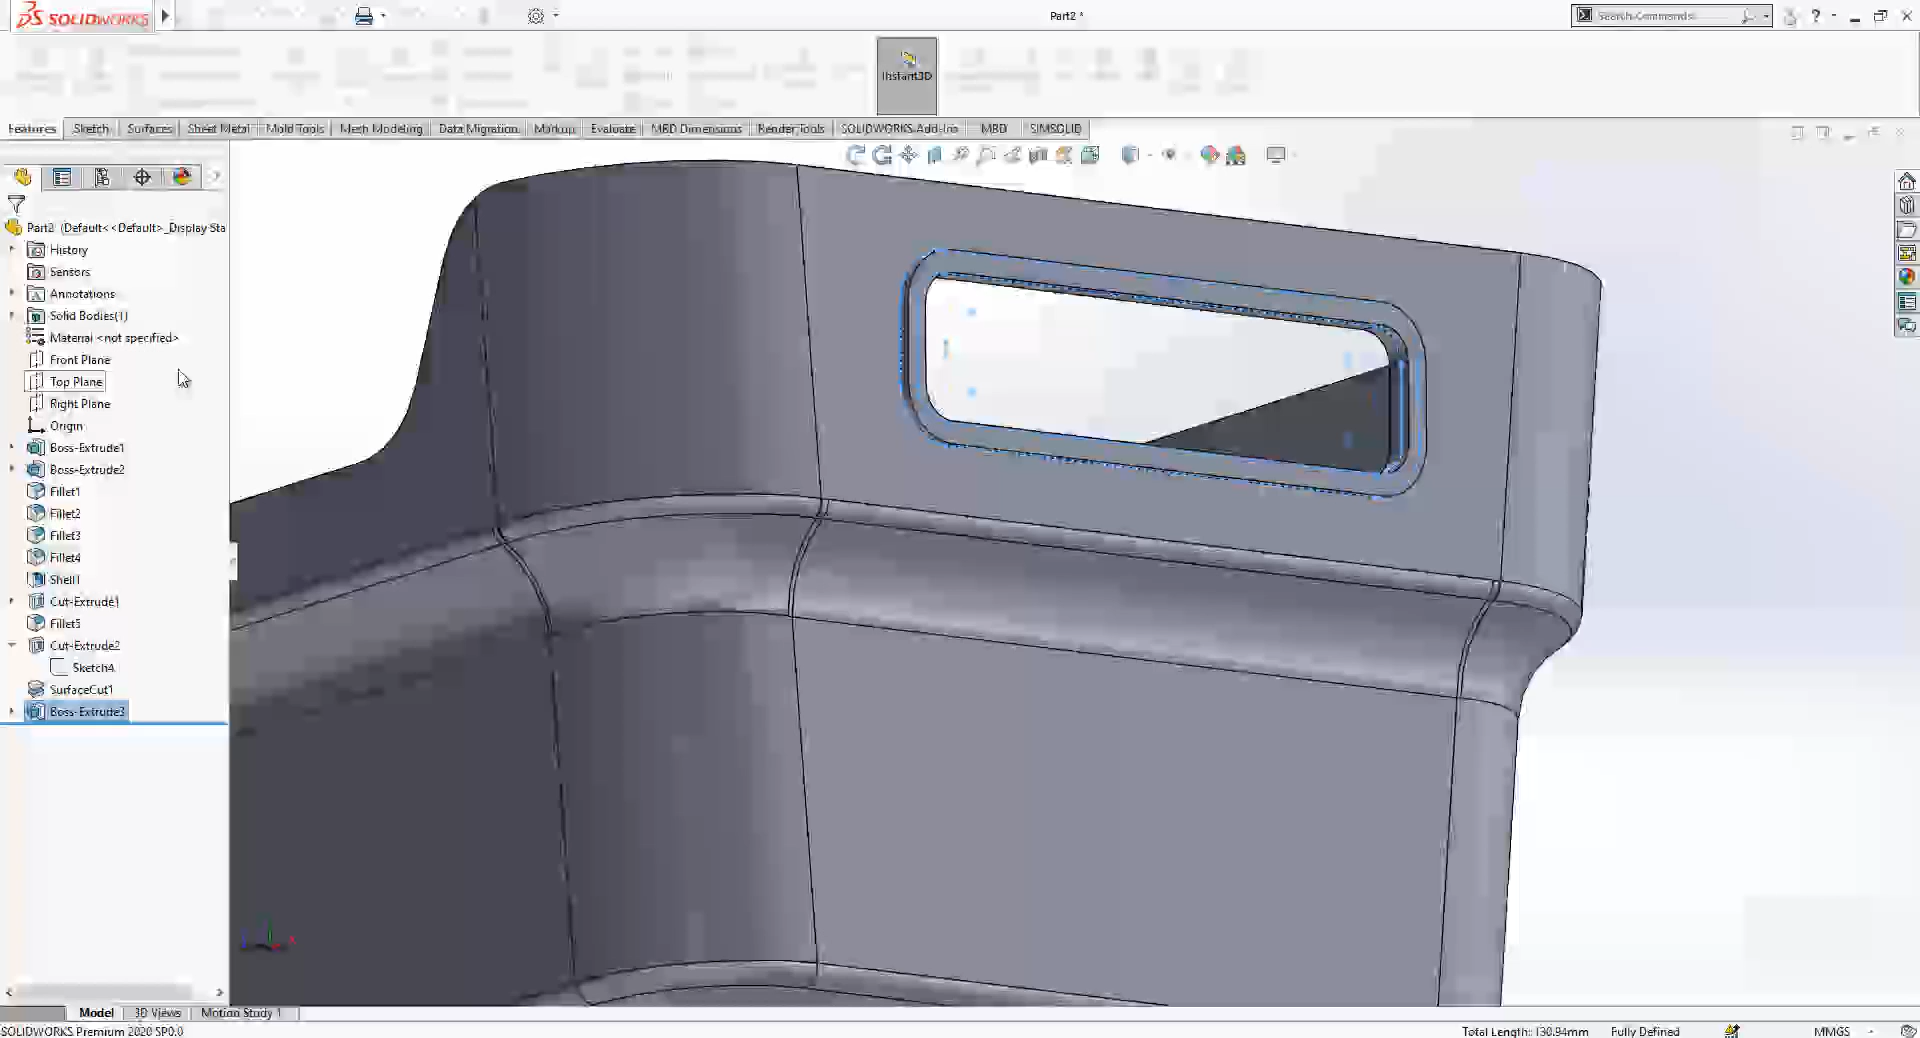 SOLIDWORKS
Part2 *
Search Commands
Instant3D
Features Sketch Surfaces Sheet Metal Mold Tools Mesh Modeling Data Migration Markup Evaluate MBD Dimensions Render Tools SOLIDWORKS Add-Ins MBD SIMSOLID
Part2 (Default<<Default>_Display Sta
History
Sensors
Annotations
Solid Bodies(1)
Material <not specified>
Front Plane
Top Plane
Right Plane
Origin
Boss-Extrude1
Boss-Extrude2
Fillet1
Fillet2
Fillet3
Fillet4
Shell1
Cut-Extrude1
Fillet5
Cut-Extrude2
Sketch4
SurfaceCut1
Boss-Extrude3
Model 3D Views Motion Study 1
SOLIDWORKS Premium 2020 SP0.0
Total Length: 130.94mm Fully Defined MMGS